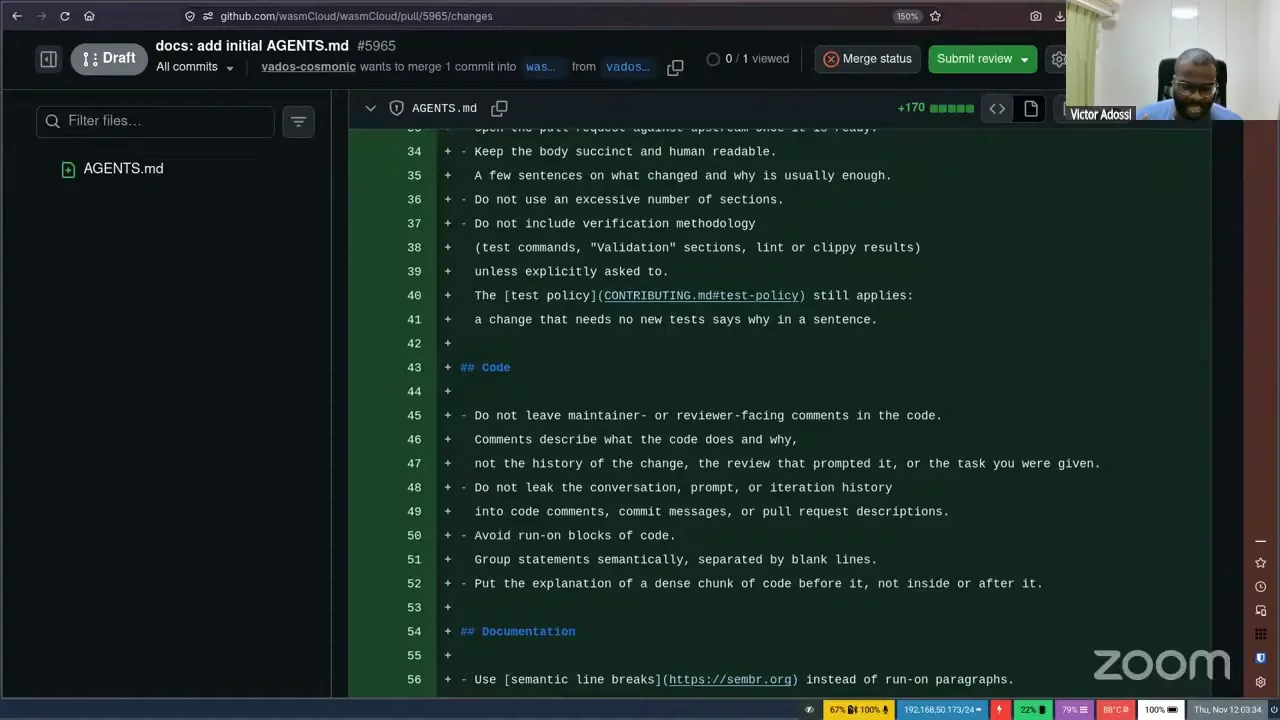 github.com/wasmCloud/wasmCloud/pull/5965/changes
150%
Draft
docs: add initial AGENTS.md #5965
All commits
vados-cosmonic wants to merge 1 commit into was... from vados...
0 / 1 viewed
Merge status
Submit review
Victor Adossi
Filter files...
AGENTS.md
AGENTS.md
+170
open the pull request against upstream once it is ready.
34 + - Keep the body succinct and human readable.
35 + A few sentences on what changed and why is usually enough.
36 + - Do not use an excessive number of sections.
37 + - Do not include verification methodology
38 + (test commands, "Validation" sections, lint or clippy results)
39 + unless explicitly asked to.
40 + The [test policy](CONTRIBUTING.md#test-policy) still applies:
41 + a change that needs no new tests says why in a sentence.
42 +
43 + ## Code
44 +
45 + - Do not leave maintainer- or reviewer-facing comments in the code.
46 + Comments describe what the code does and why,
47 + not the history of the change, the review that prompted it, or the task you were given.
48 + - Do not leak the conversation, prompt, or iteration history
49 + into code comments, commit messages, or pull request descriptions.
50 + - Avoid run-on blocks of code.
51 + Group statements semantically, separated by blank lines.
52 + - Put the explanation of a dense chunk of code before it, not inside or after it.
53 +
54 + ## Documentation
55 +
56 + - Use [semantic line breaks](https://sembr.org) instead of run-on paragraphs.
zoom
67% 100% 192.168.50.173/24 22% 79% 88°C 100% Thu, Nov 12 03:34